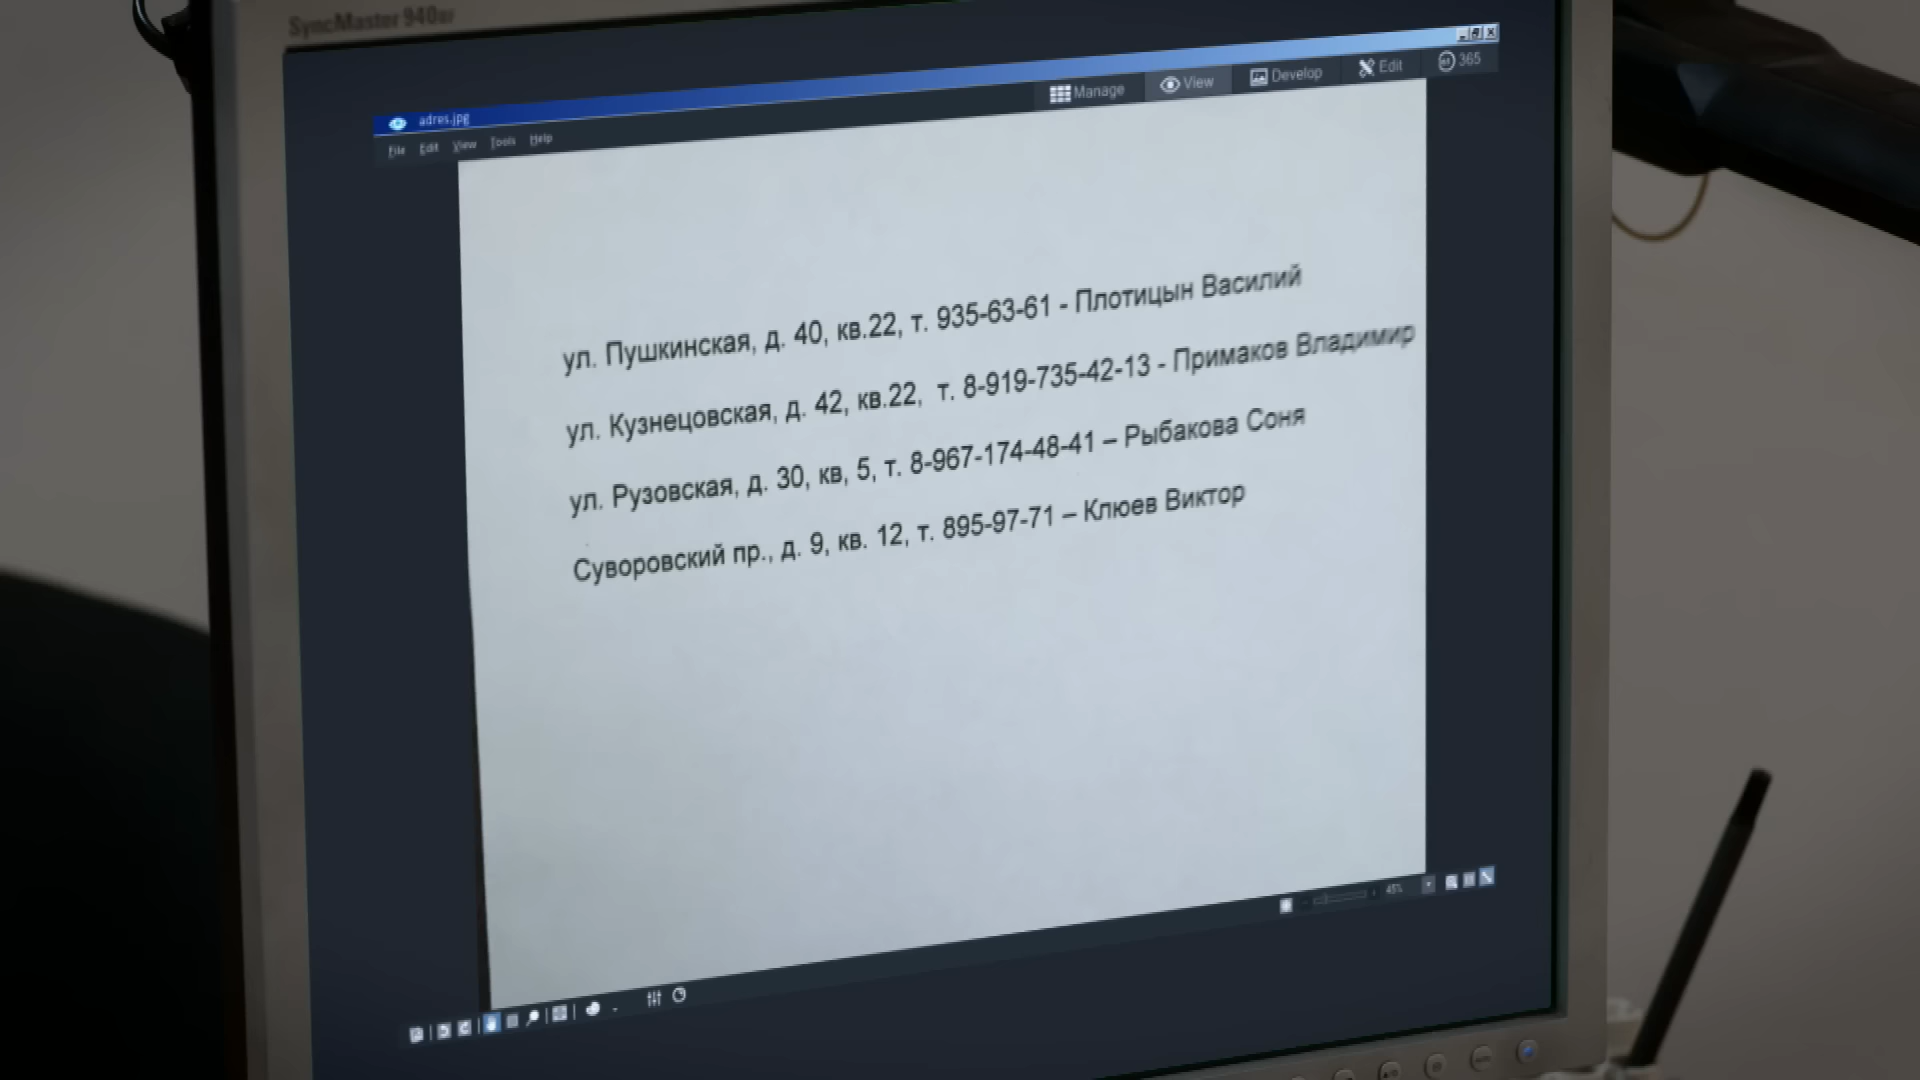 SyncMaster 940BF
adres.jpg
File Edit View Tools Help
Manage View Develop Edit 365
ул. Пушкинская, д. 40, кв.22, т. 935-63-61 - Плотицын Василий
ул. Кузнецовская, д. 42, кв.22, т. 8-919-735-42-13 - Примаков Владимир
ул. Рузовская, д. 30, кв, 5, т. 8-967-174-48-41 – Рыбакова Соня
Суворовский пр., д. 9, кв. 12, т. 895-97-71 – Клюев Виктор
45%